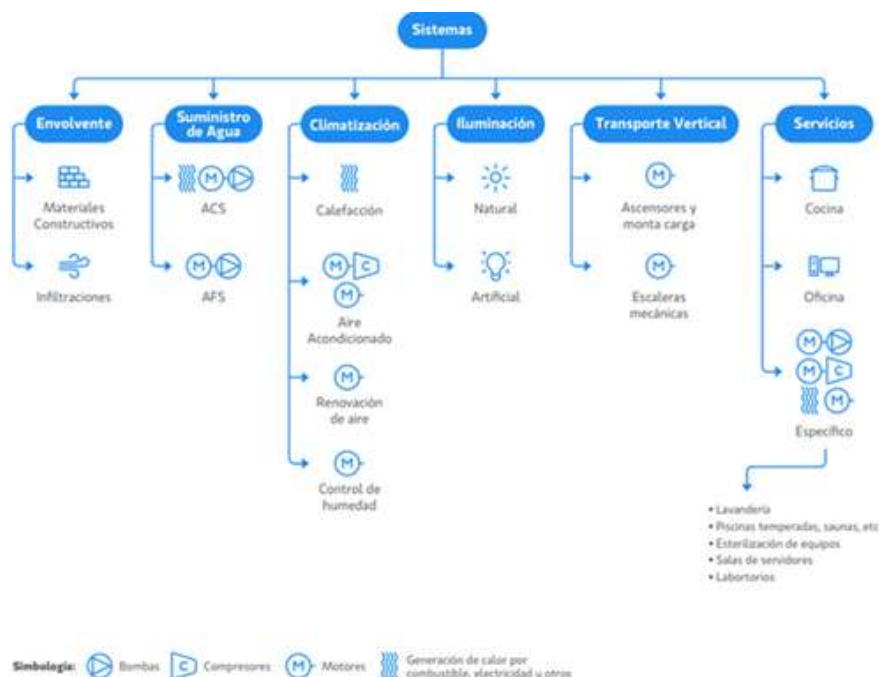 Sistemas
Envolvente
Suministro
de Agua
Climatización
Iluminación
Transporte Vertical
Servicios
Materiales
Constructivos
ACS
Calefacción
Natural
Ascensores y
monta carga
Cocina
Infiltraciones
AFS
Aire
Acondicionado
Artificial
Escaleras
mecánicas
Oficina
Renovación
de aire
Específico
Control de
humedad
• Lavandería
• Piscinas temperadas, saunas, etc
• Esterilización de equipos
• Salas de servidores
• Labortorios
Simbología: Bombas C Compresores M Motores Generación de calor por
combustible, electricidad y otros